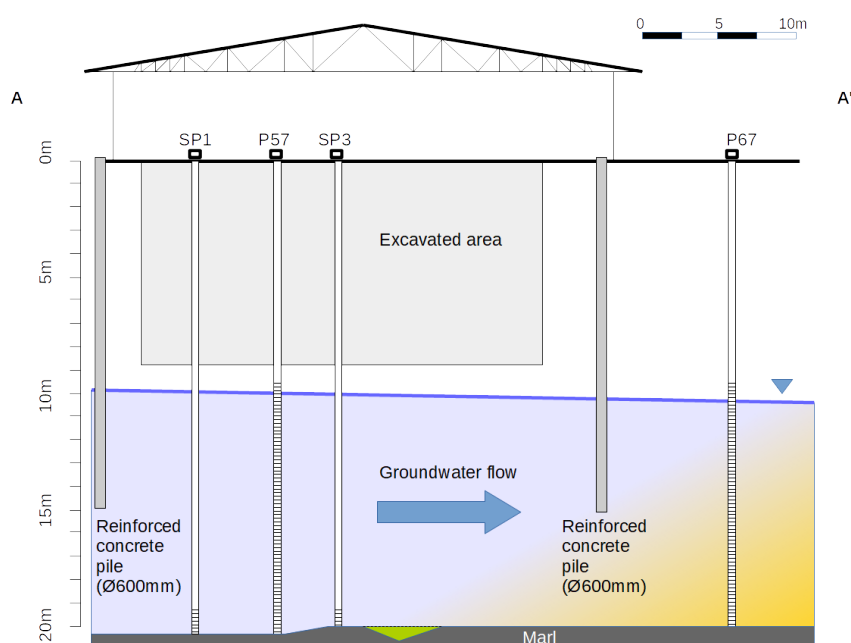 0 5 10m
A A'
SP1 P57 SP3 P67
0m
Excavated area
5m
10m
Groundwater flow
15m
Reinforced
concrete
pile
(Ø600mm)
Reinforced
concrete
pile
(Ø600mm)
20m
Marl